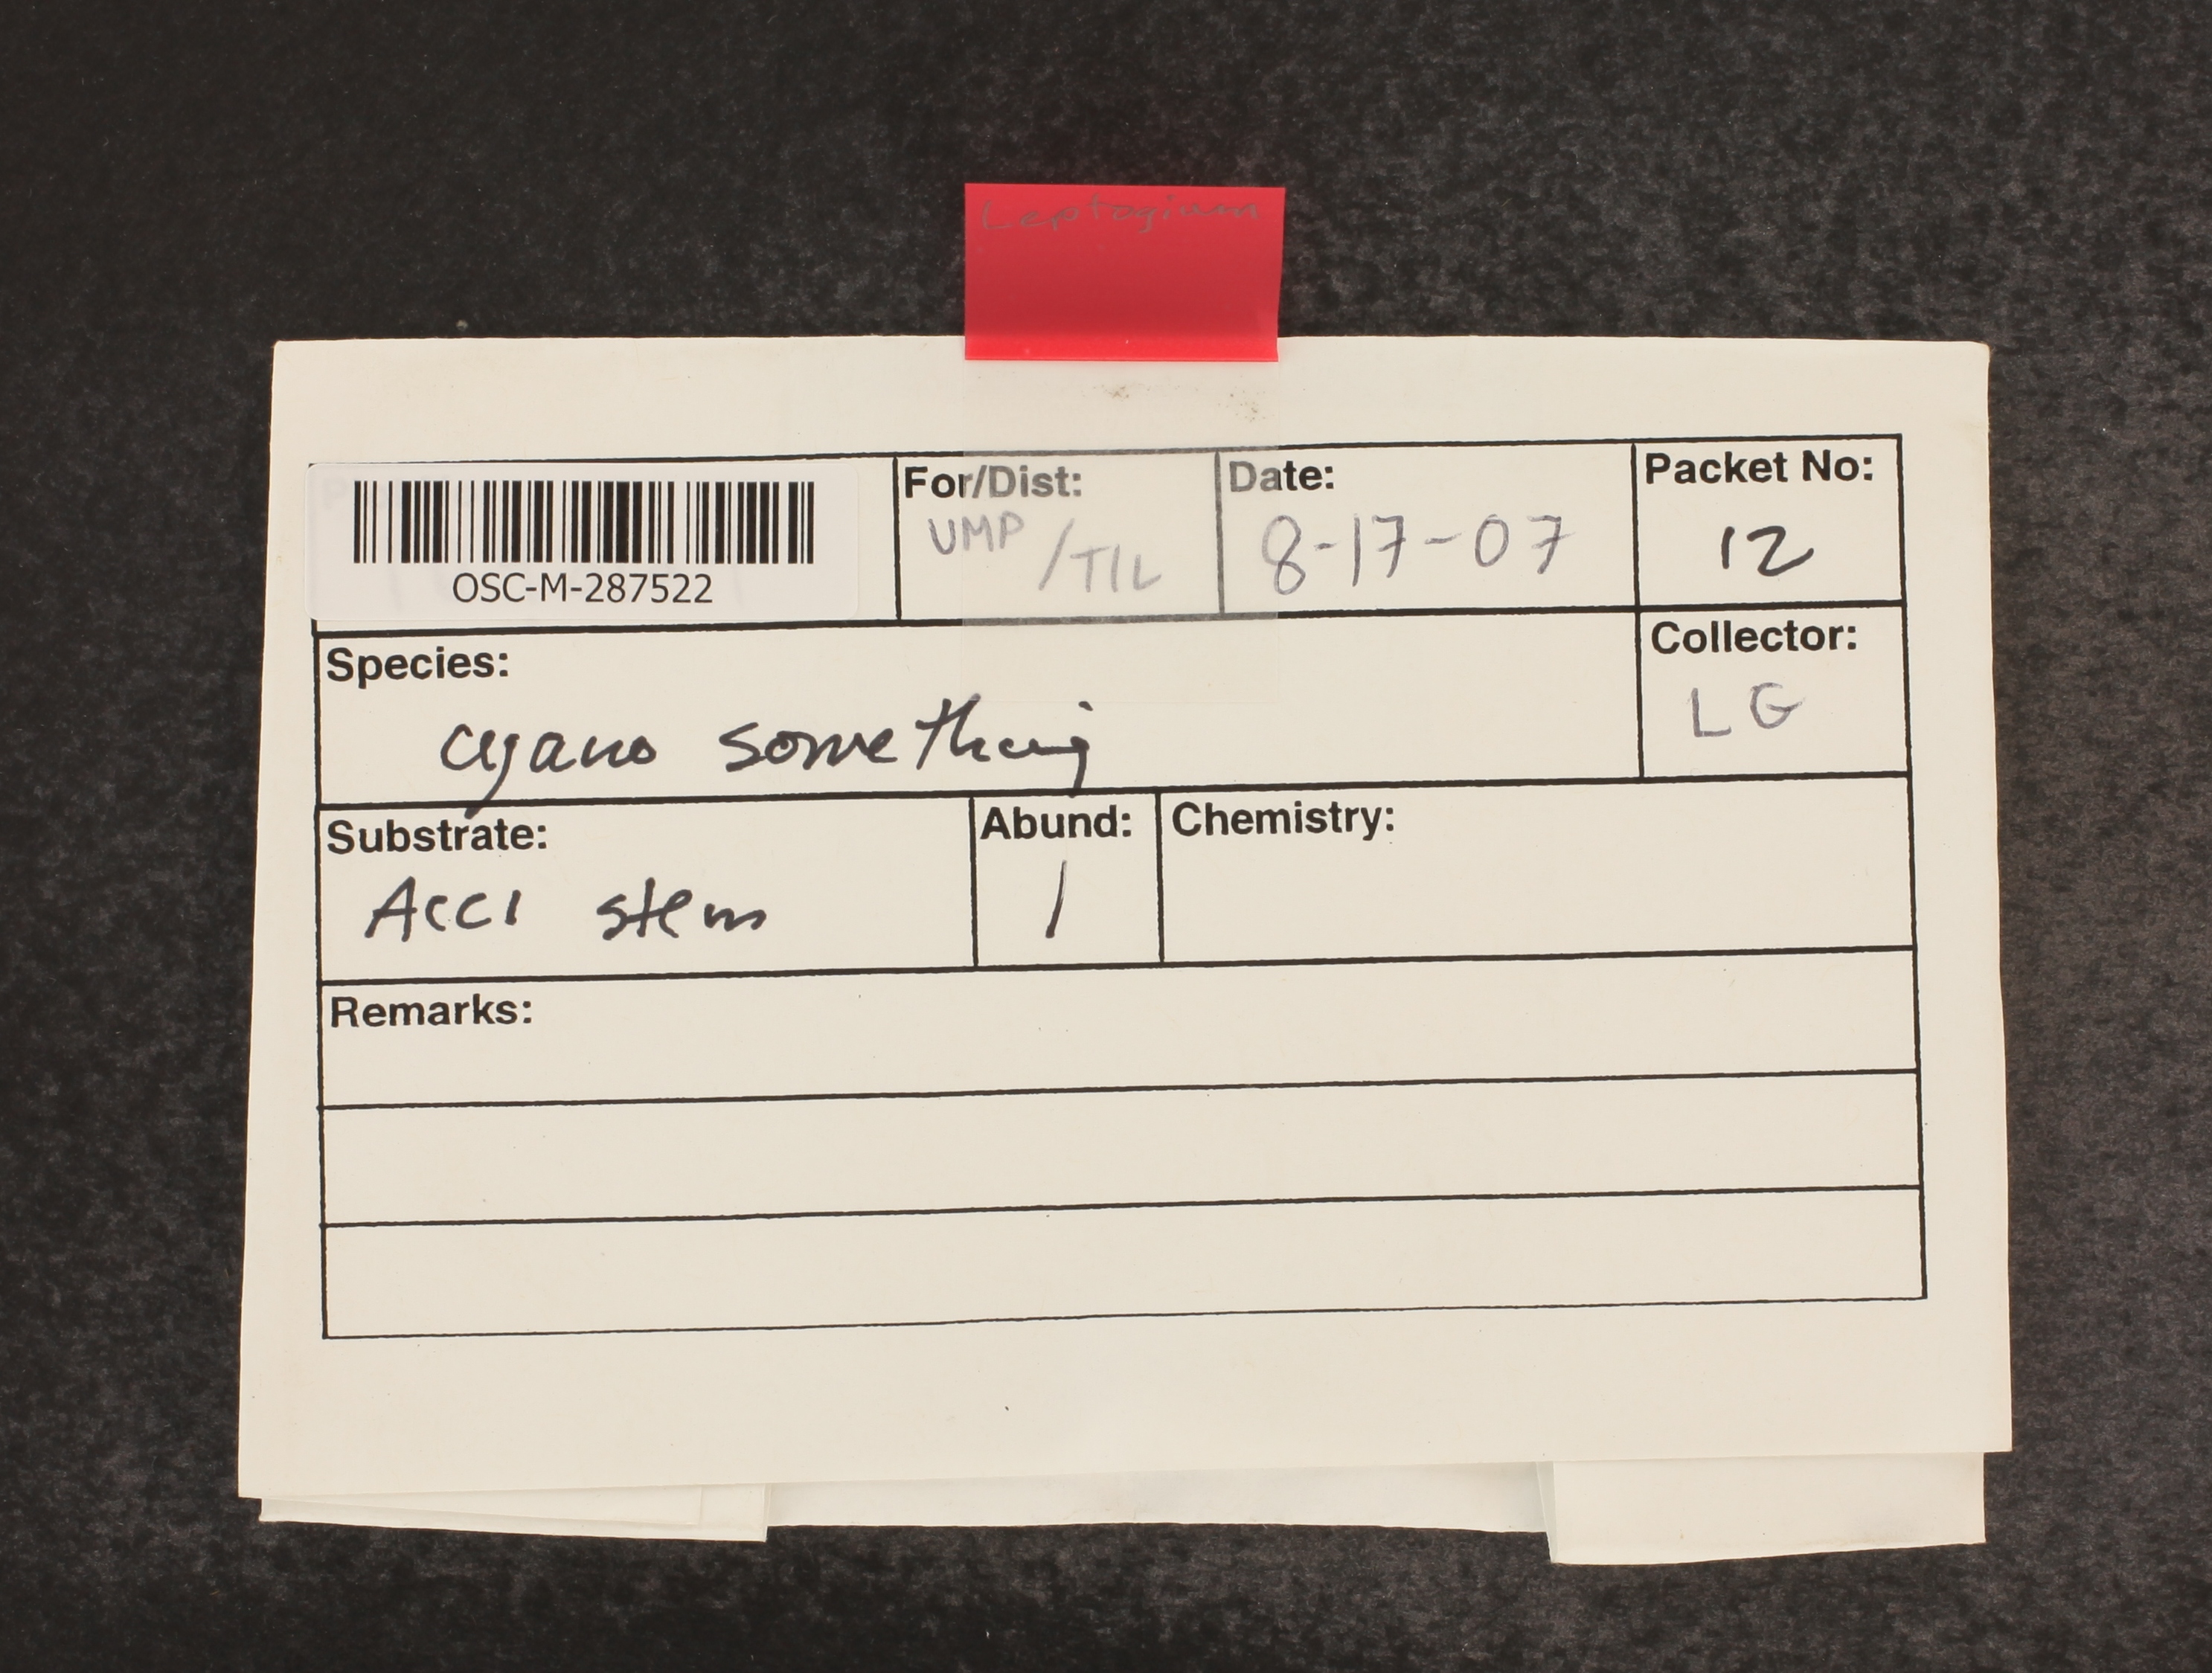 Leptogium
OSC-M-287522
For/Dist:
UMP/TIL
Date:
8-17-07
Packet No:
12
Species:
cyano something
Collector:
LG
Substrate:
ACCI stem
Abund:
1
Chemistry:
Remarks: